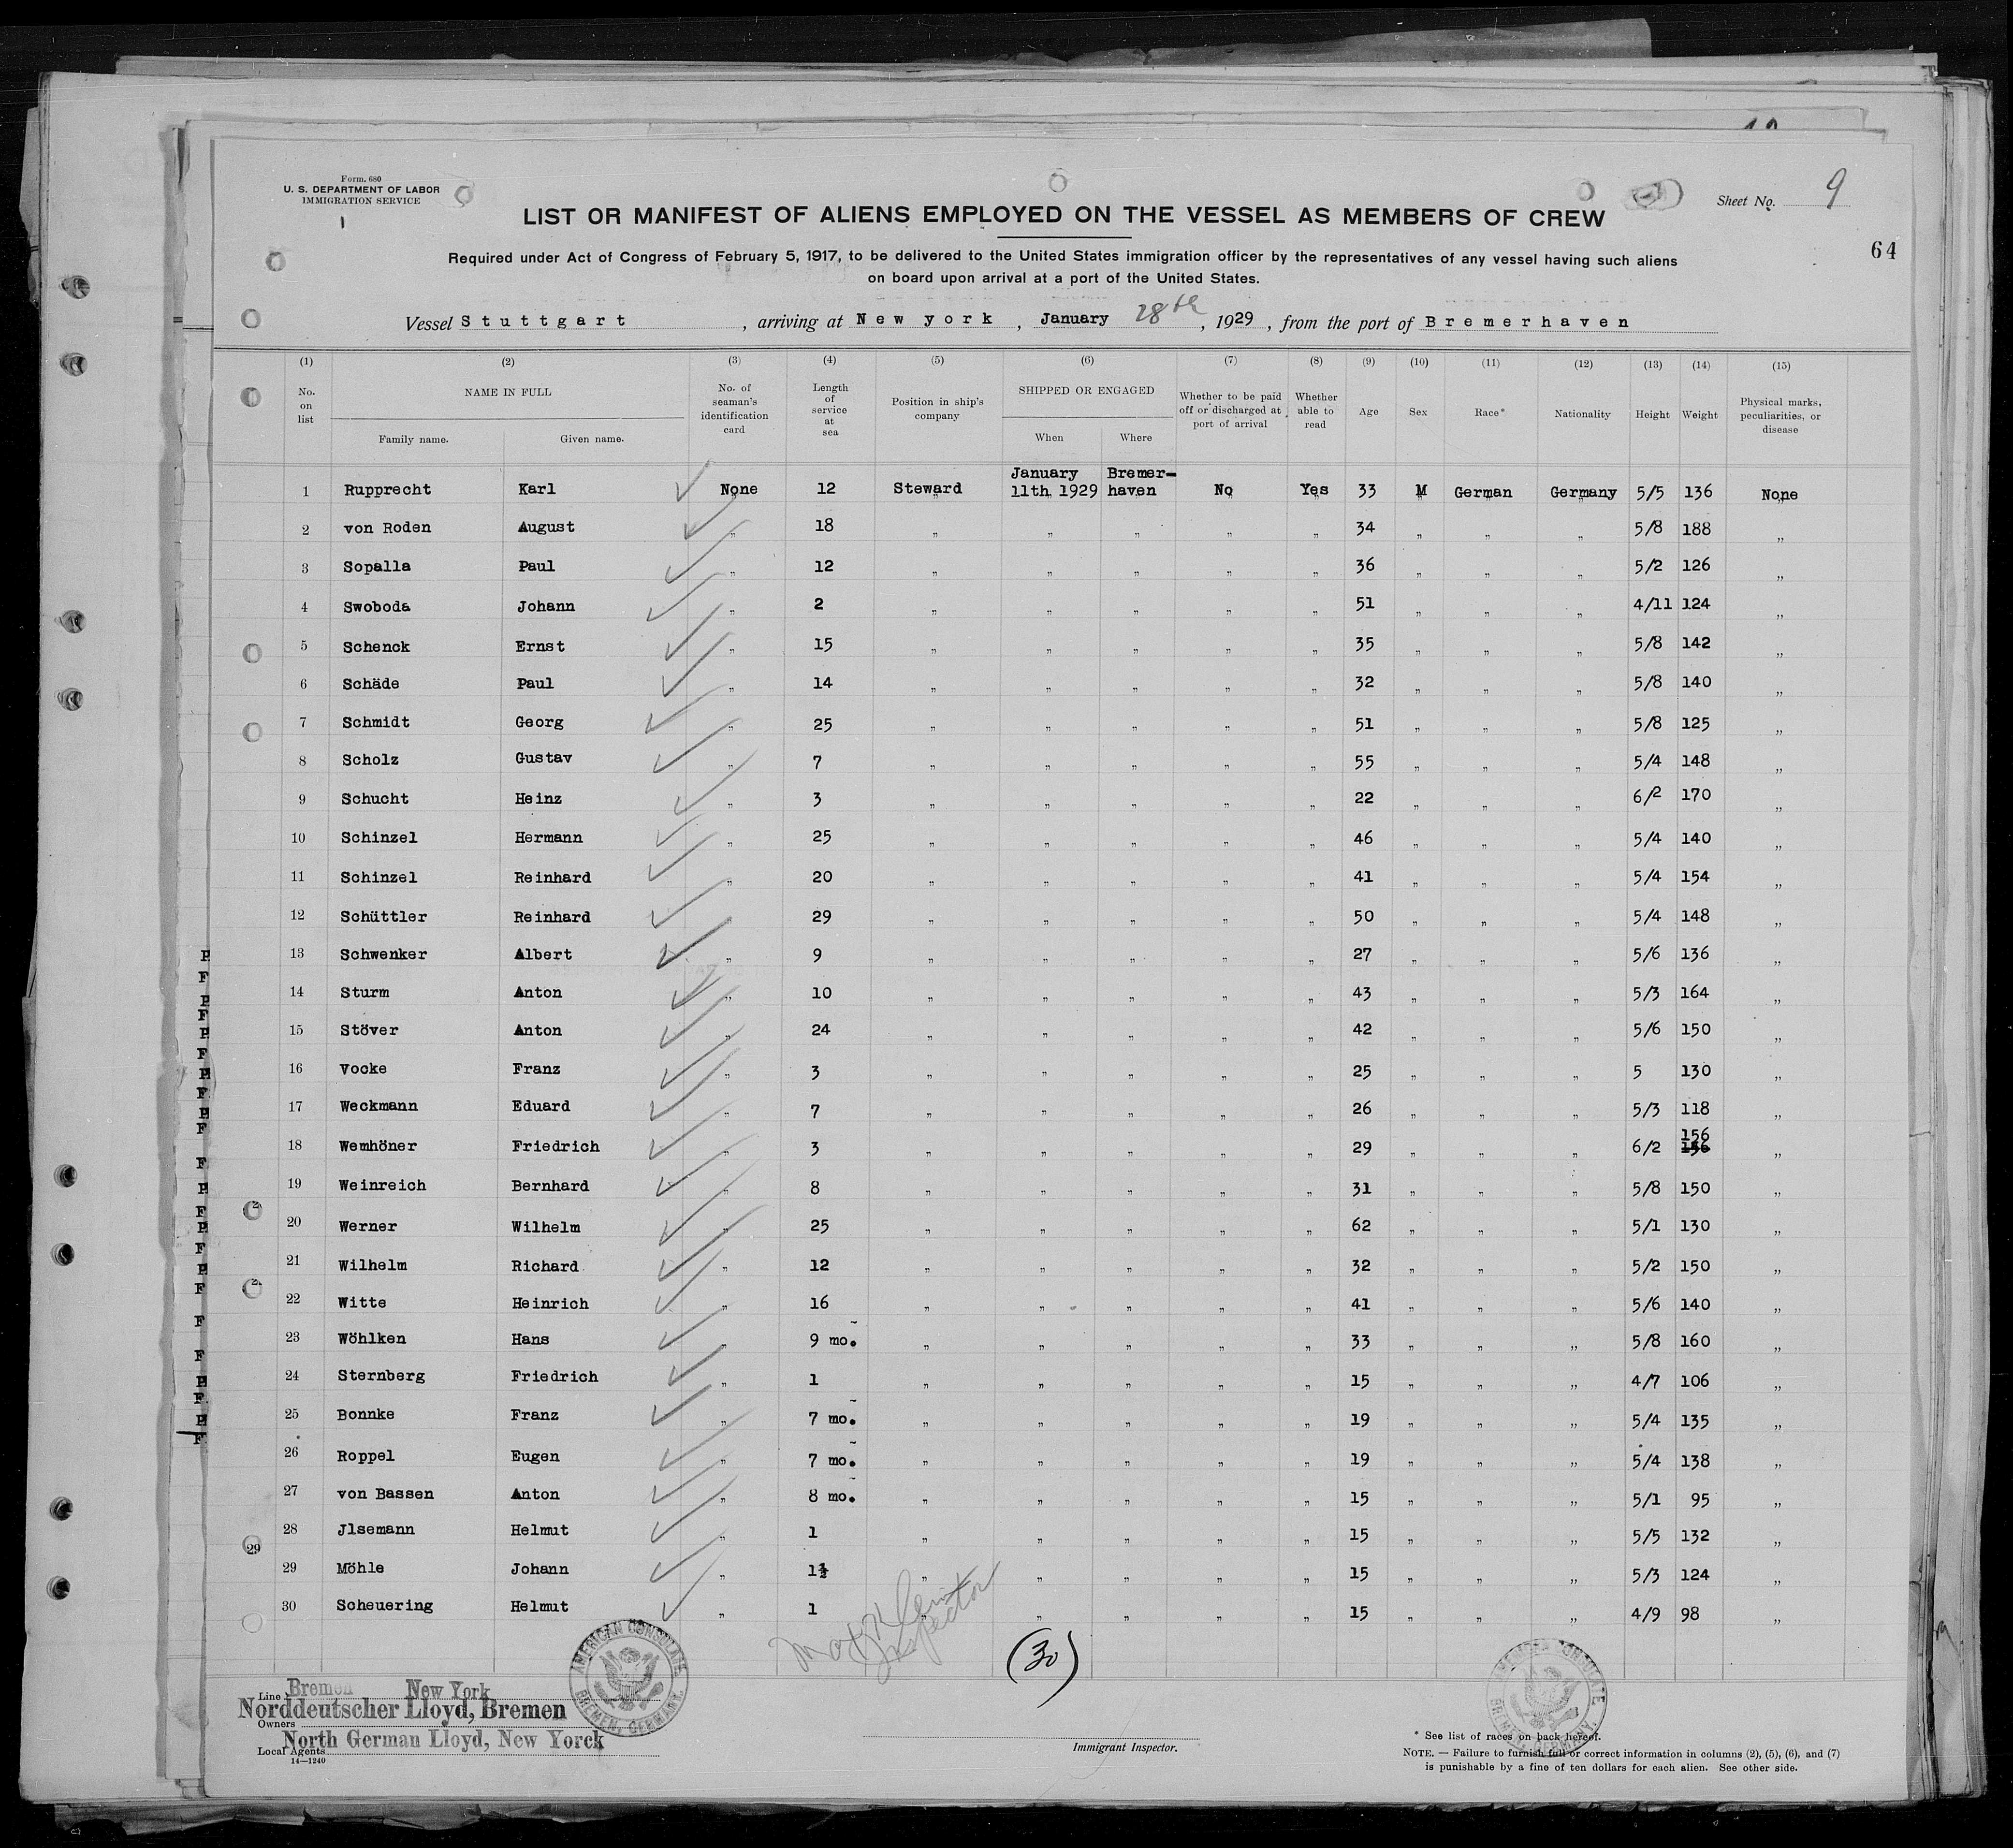 Form. 680
U. S. DEPARTMENT OF LABOR
IMMIGRATION SERVICE
Sheet No. 9
LIST OR MANIFEST OF ALIENS EMPLOYED ON THE VESSEL AS MEMBERS OF CREW
64
Required under Act of Congress of February 5, 1917, to be delivered to the United States immigration officer by the representatives of any vessel having such aliens
on board upon arrival at a port of the United States.
Vessel Stuttgart , arriving at New york , January 28th , 1929 , from the port of Bremerhaven
(1) (2) (3) (4) (5) (6) (7) (8) (9) (10) (11) (12) (13) (14) (15)
No. on list NAME IN FULL Family name. Given name. No. of seaman's identification card Length of service at sea Position in ship's company SHIPPED OR ENGAGED When Where Whether to be paid off or discharged at port of arrival Whether able to read Age Sex Race* Nationality Height Weight Physical marks, peculiarities, or disease
1 Rupprecht Karl None 12 Steward January 11th 1929 Bremer-haven No Yes 33 M German Germany 5/5 136 None
2 von Roden August " 18 " " " " " 34 " " " 5/8 188 "
3 Sopalla Paul " 12 " " " " " 36 " " " 5/2 126 "
4 Swoboda Johann " 2 " " " " " 51 " " " 4/11 124 "
5 Schenck Ernst " 15 " " " " " 35 " " " 5/8 142 "
6 Schäde Paul " 14 " " " " " 32 " " " 5/8 140 "
7 Schmidt Georg " 25 " " " " " 51 " " " 5/8 125 "
8 Scholz Gustav " 7 " " " " " 55 " " " 5/4 148 "
9 Schucht Heinz " 3 " " " " " 22 " " " 6/2 170 "
10 Schinzel Hermann " 25 " " " " " 46 " " " 5/4 140 "
11 Schinzel Reinhard " 20 " " " " " 41 " " " 5/4 154 "
12 Schüttler Reinhard " 29 " " " " " 50 " " " 5/4 148 "
13 Schwenker Albert " 9 " " " " " 27 " " " 5/6 136 "
14 Sturm Anton " 10 " " " " " 43 " " " 5/3 164 "
15 Stöver Anton " 24 " " " " " 42 " " " 5/6 150 "
16 Vocke Franz " 3 " " " " " 25 " " " 5 130 "
17 Weckmann Eduard " 7 " " " " " 26 " " " 5/3 118 "
18 Wemhöner Friedrich " 3 " " " " " 29 " " " 6/2 156 "
19 Weinreich Bernhard " 8 " " " " " 31 " " " 5/8 150 "
20 Werner Wilhelm " 25 " " " " " 62 " " " 5/1 130 "
21 Wilhelm Richard " 12 " " " " " 32 " " " 5/2 150 "
22 Witte Heinrich " 16 " " " " " 41 " " " 5/6 140 "
23 Wöhlken Hans " 9 mo. " " " " " 33 " " " 5/8 160 "
24 Sternberg Friedrich " 1 " " " " " 15 " " " 4/7 106 "
25 Bonnke Franz " 7 mo. " " " " " 19 " " " 5/4 135 "
26 Roppel Eugen " 7 mo. " " " " " 19 " " " 5/4 138 "
27 von Bassen Anton " 8 mo. " " " " " 15 " " " 5/1 95 "
28 Jlsemann Helmut " 1 " " " " " 15 " " " 5/5 132 "
29 Möhle Johann " 1½ " " " " " 15 " " " 5/3 124 "
30 Scheuering Helmut " 1 " " " " " 15 " " " 4/9 98 "
29
Inspector
(30)
AMERICAN CONSULATE
BREMEN, GERMANY.
AMERICAN CONSULATE
BREMEN, GERMANY.
Line Bremen New York
Norddeutscher Lloyd, Bremen
Owners
North German Lloyd, New Yorck
Local Agents
14—1240
Immigrant Inspector.
* See list of races on back hereof.
NOTE. — Failure to furnish full or correct information in columns (2), (5), (6), and (7)
is punishable by a fine of ten dollars for each alien. See other side.